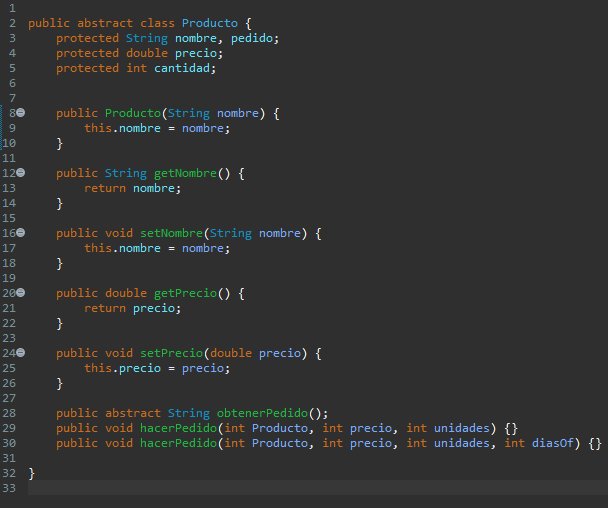 1
2 public abstract class Producto {
3     protected String nombre, pedido;
4     protected double precio;
5     protected int cantidad;
6
7
8     public Producto(String nombre) {
9         this.nombre = nombre;
10     }
11
12     public String getNombre() {
13         return nombre;
14     }
15
16     public void setNombre(String nombre) {
17         this.nombre = nombre;
18     }
19
20     public double getPrecio() {
21         return precio;
22     }
23
24     public void setPrecio(double precio) {
25         this.precio = precio;
26     }
27
28     public abstract String obtenerPedido();
29     public void hacerPedido(int Producto, int precio, int unidades) {}
30     public void hacerPedido(int Producto, int precio, int unidades, int diasOf) {}
31
32 }
33